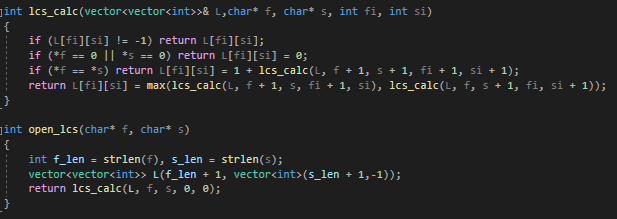 int lcs_calc(vector<vector<int>>& L,char* f, char* s, int fi, int si)
{
    if (L[fi][si] != -1) return L[fi][si];
    if (*f == 0 || *s == 0) return L[fi][si] = 0;
    if (*f == *s) return L[fi][si] = 1 + lcs_calc(L, f + 1, s + 1, fi + 1, si + 1);
    return L[fi][si] = max(lcs_calc(L, f + 1, s, fi + 1, si), lcs_calc(L, f, s + 1, fi, si + 1));
}
int open_lcs(char* f, char* s)
{
    int f_len = strlen(f), s_len = strlen(s);
    vector<vector<int>> L(f_len + 1, vector<int>(s_len + 1,-1));
    return lcs_calc(L, f, s, 0, 0);
}